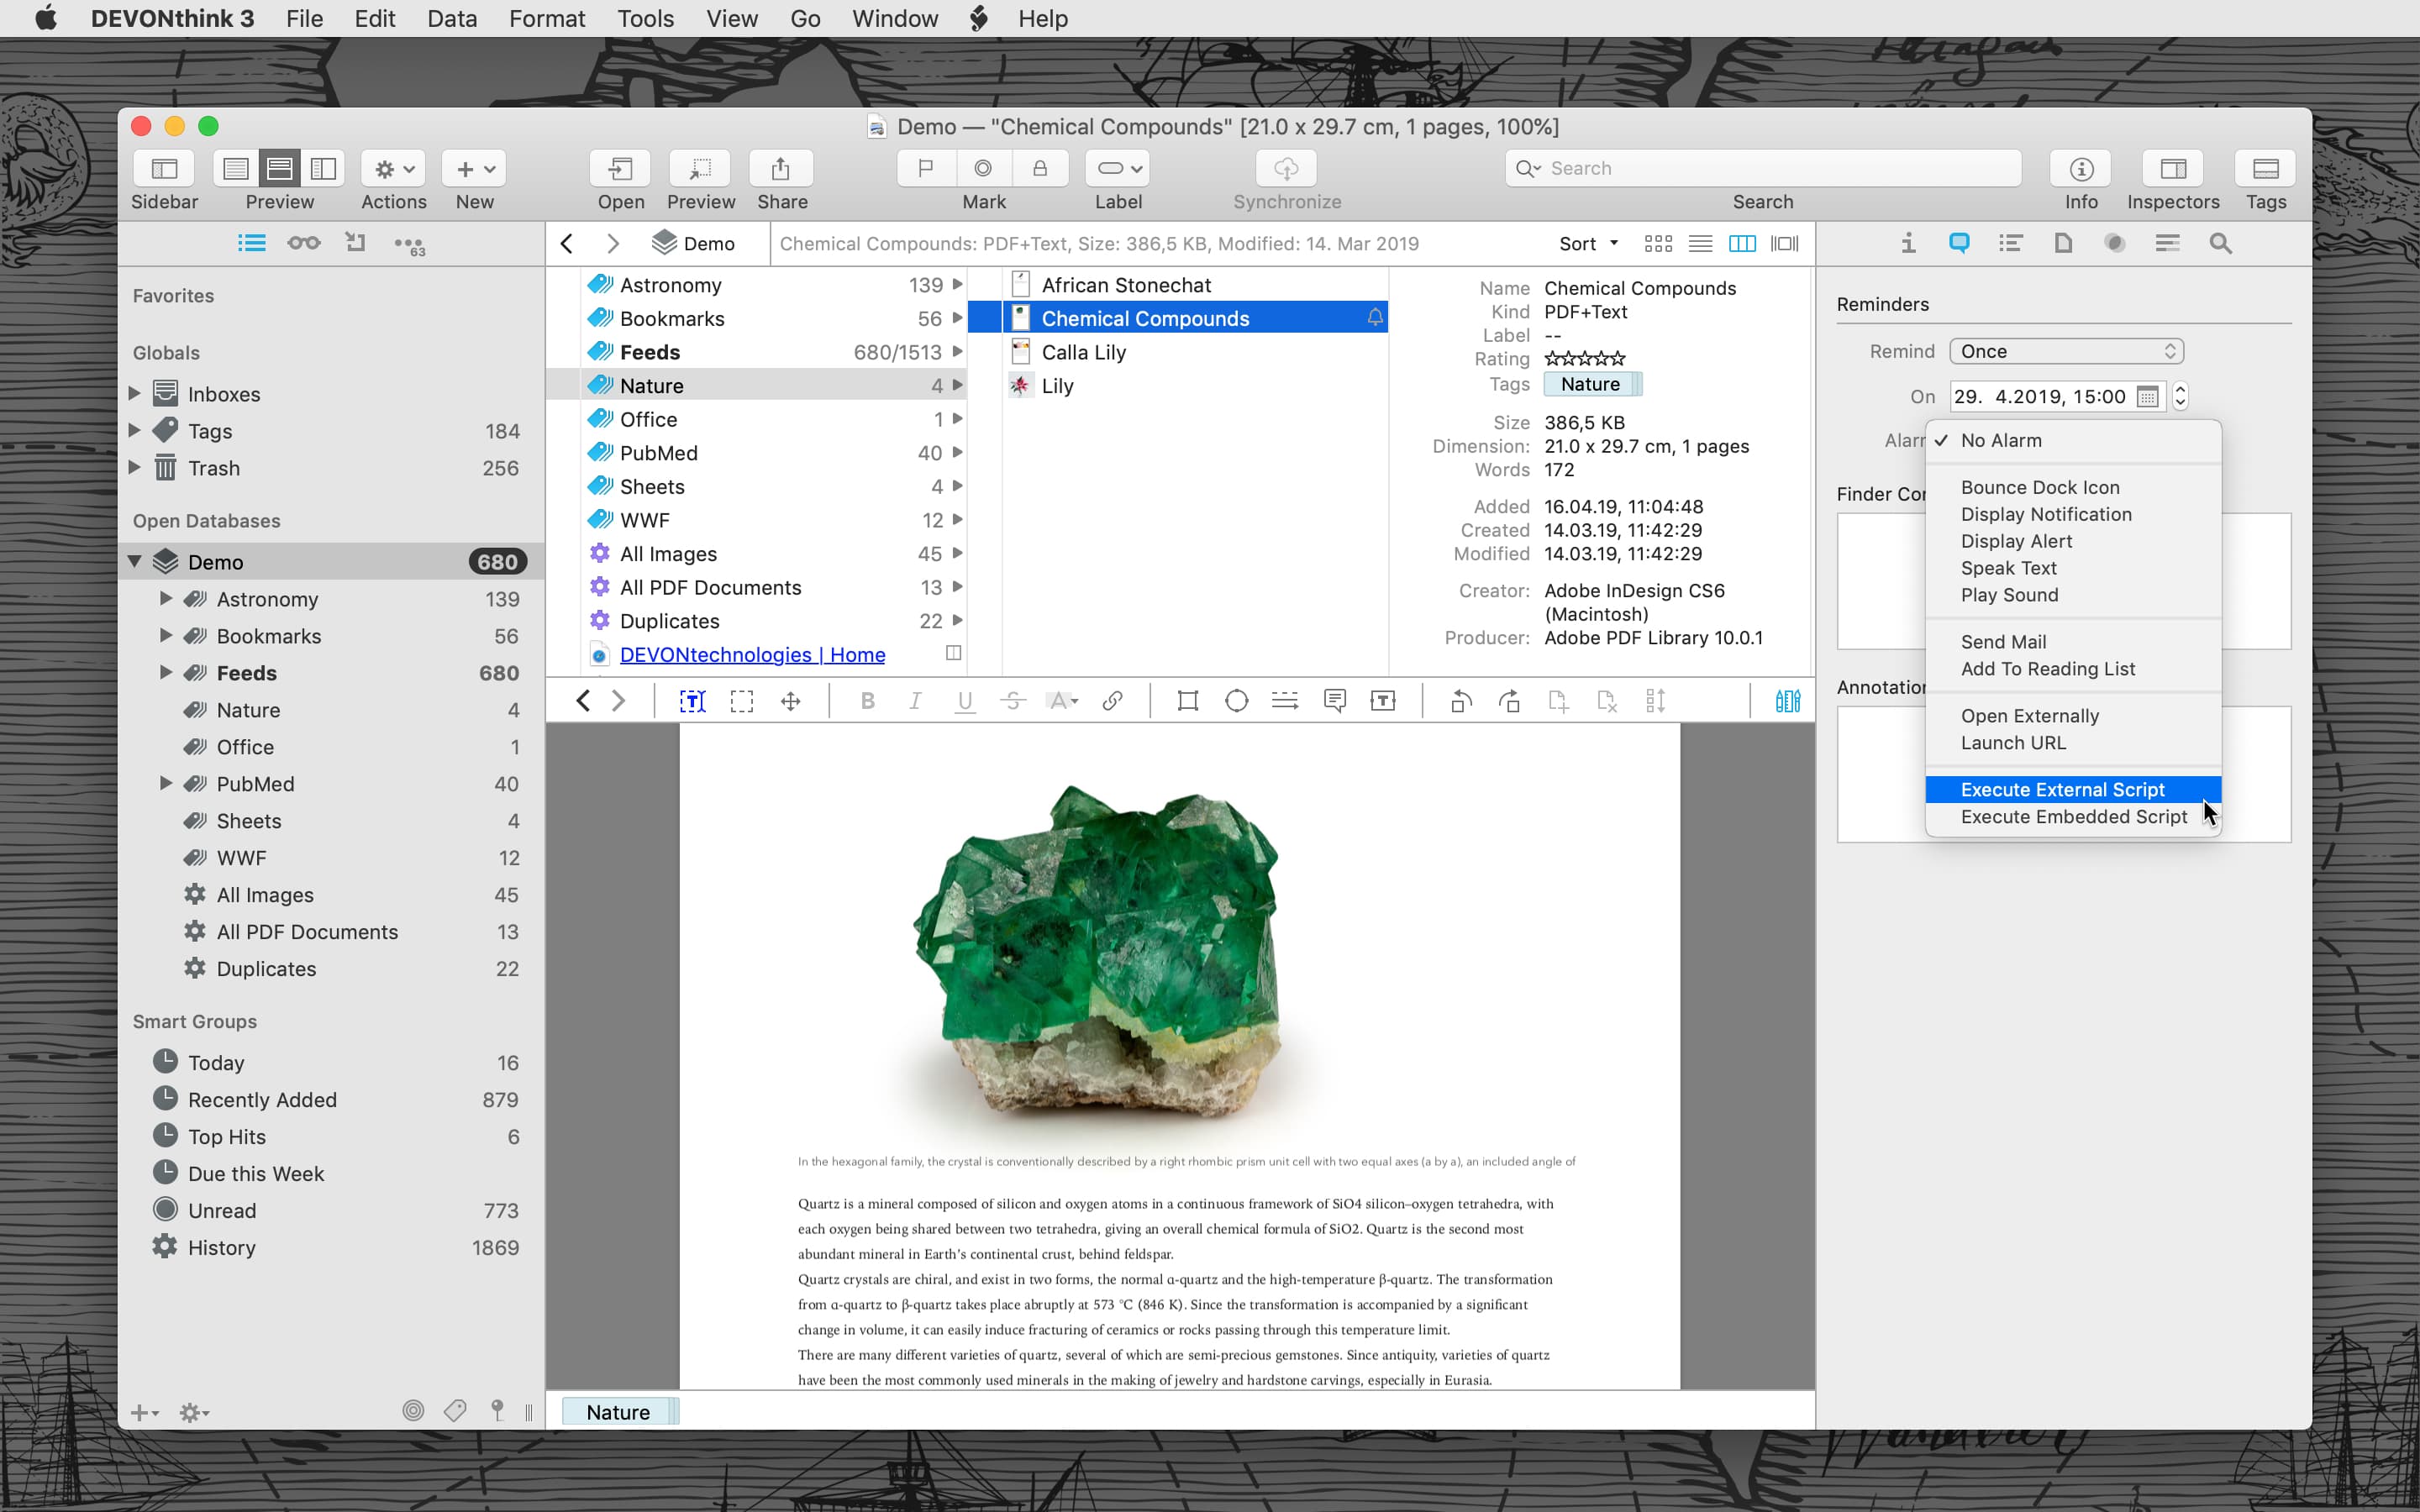 DEVONthink 3 File Edit Data Format Tools View Go Window Help
Demo — "Chemical Compounds" [21.0 x 29.7 cm, 1 pages, 100%]
Search
Sidebar Preview Actions New Open Preview Share Mark Label Synchronize Search Info Inspectors Tags
63
Favorites
Globals
Inboxes
Tags 184
Trash 256
Open Databases
Demo 680
Astronomy 139
Bookmarks 56
Feeds 680
Nature 4
Office 1
PubMed 40
Sheets 4
WWF 12
All Images 45
All PDF Documents 13
Duplicates 22
Smart Groups
Today 16
Recently Added 879
Top Hits 6
Due this Week
Unread 773
History 1869
Demo Chemical Compounds: PDF+Text, Size: 386,5 KB, Modified: 14. Mar 2019 Sort
Astronomy 139
Bookmarks 56
Feeds 680/1513
Nature 4
Office 1
PubMed 40
Sheets 4
WWF 12
All Images 45
All PDF Documents 13
Duplicates 22
DEVONtechnologies | Home
African Stonechat
Chemical Compounds
Calla Lily
Lily
Name Chemical Compounds
Kind PDF+Text
Label --
Rating
Tags Nature
Size 386,5 KB
Dimension: 21.0 x 29.7 cm, 1 pages
Words 172
Added 16.04.19, 11:04:48
Created 14.03.19, 11:42:29
Modified 14.03.19, 11:42:29
Creator: Adobe InDesign CS6
(Macintosh)
Producer: Adobe PDF Library 10.0.1
T B I U S A T
In the hexagonal family, the crystal is conventionally described by a right rhombic prism unit cell with two equal axes (a by a), an included angle of
Quartz is a mineral composed of silicon and oxygen atoms in a continuous framework of SiO4 silicon–oxygen tetrahedra, with
each oxygen being shared between two tetrahedra, giving an overall chemical formula of SiO2. Quartz is the second most
abundant mineral in Earth's continental crust, behind feldspar.
Quartz crystals are chiral, and exist in two forms, the normal α-quartz and the high-temperature β-quartz. The transformation
from α-quartz to β-quartz takes place abruptly at 573 °C (846 K). Since the transformation is accompanied by a significant
change in volume, it can easily induce fracturing of ceramics or rocks passing through this temperature limit.
There are many different varieties of quartz, several of which are semi-precious gemstones. Since antiquity, varieties of quartz
have been the most commonly used minerals in the making of jewelry and hardstone carvings, especially in Eurasia.
Nature
Reminders
Remind Once
On 29. 4.2019, 15:00
Alarm
No Alarm
Bounce Dock Icon
Display Notification
Display Alert
Speak Text
Play Sound
Send Mail
Add To Reading List
Open Externally
Launch URL
Execute External Script
Execute Embedded Script
Finder Co
Annotation